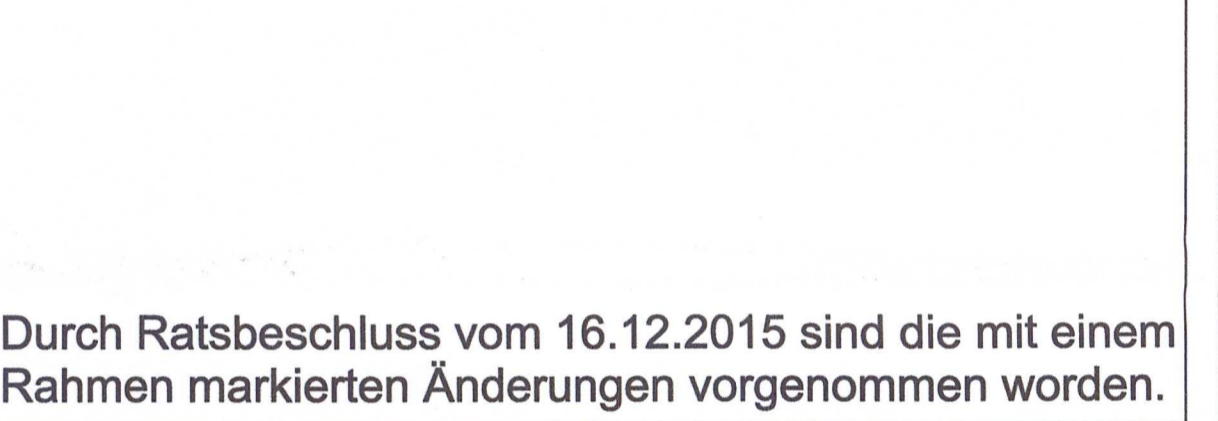 Durch Ratsbeschluss vom 16.12.2015 sind die mit einem
Rahmen markierten Änderungen vorgenommen worden.